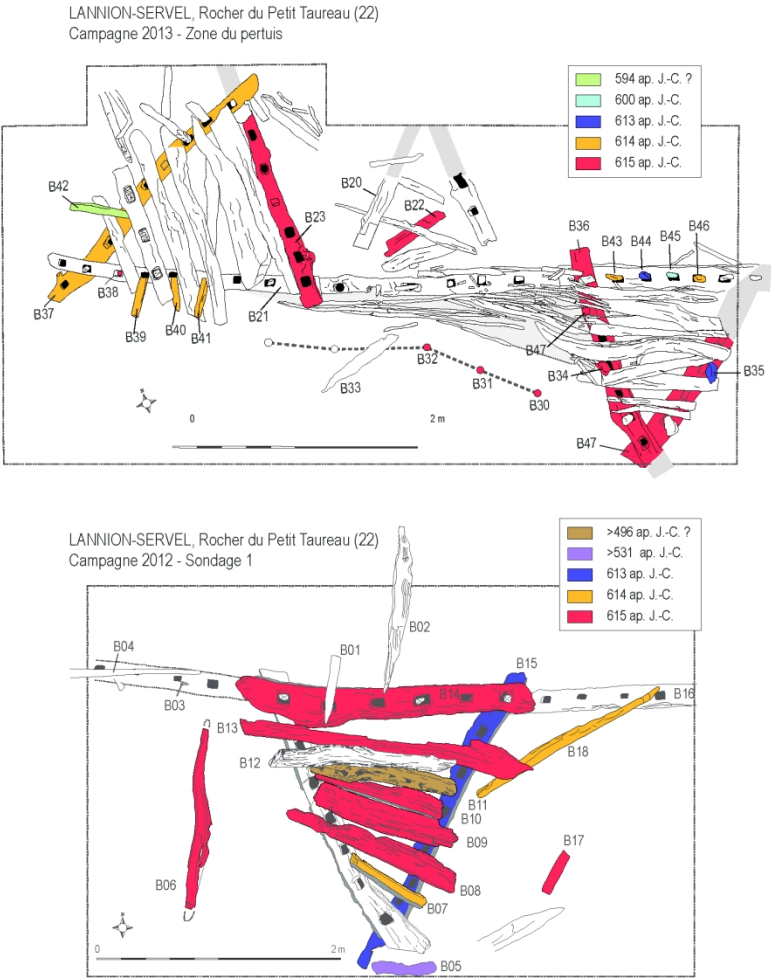 LANNION-SERVEL, Rocher du Petit Taureau (22)
Campagne 2013 - Zone du pertuis
594 ap. J.-C. ?
600 ap. J.-C.
613 ap. J.-C.
614 ap. J.-C.
615 ap. J.-C.
B42
B20
B22
B23
B36
B43
B44
B45
B46
B37
B38
B39
B40
B41
B21
B47
B32
B33
B31
B30
B34
B35
B47
N
0
2 m
LANNION-SERVEL, Rocher du Petit Taureau (22)
Campagne 2012 - Sondage 1
>496 ap. J.-C. ?
>531 ap. J.-C.
613 ap. J.-C.
614 ap. J.-C.
615 ap. J.-C.
B02
B04
B01
B15
B03
B14
B16
B13
B12
B18
B11
B10
B09
B17
B06
B08
B07
B05
N
0
2 m